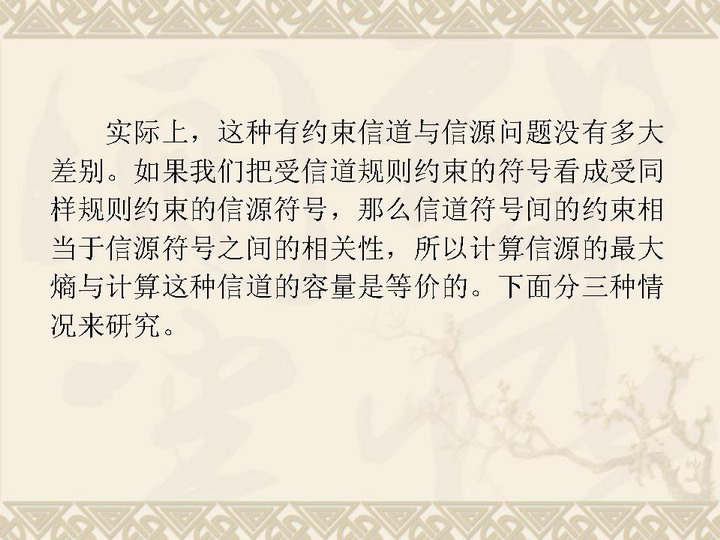 实际上，这种有约束信道与信源问题没有多大
差别。如果我们把受信道规则约束的符号看成受同
样规则约束的信源符号，那么信道符号间的约束相
当于信源符号之间的相关性，所以计算信源的最大
熵与计算这种信道的容量是等价的。下面分三种情
况来研究。